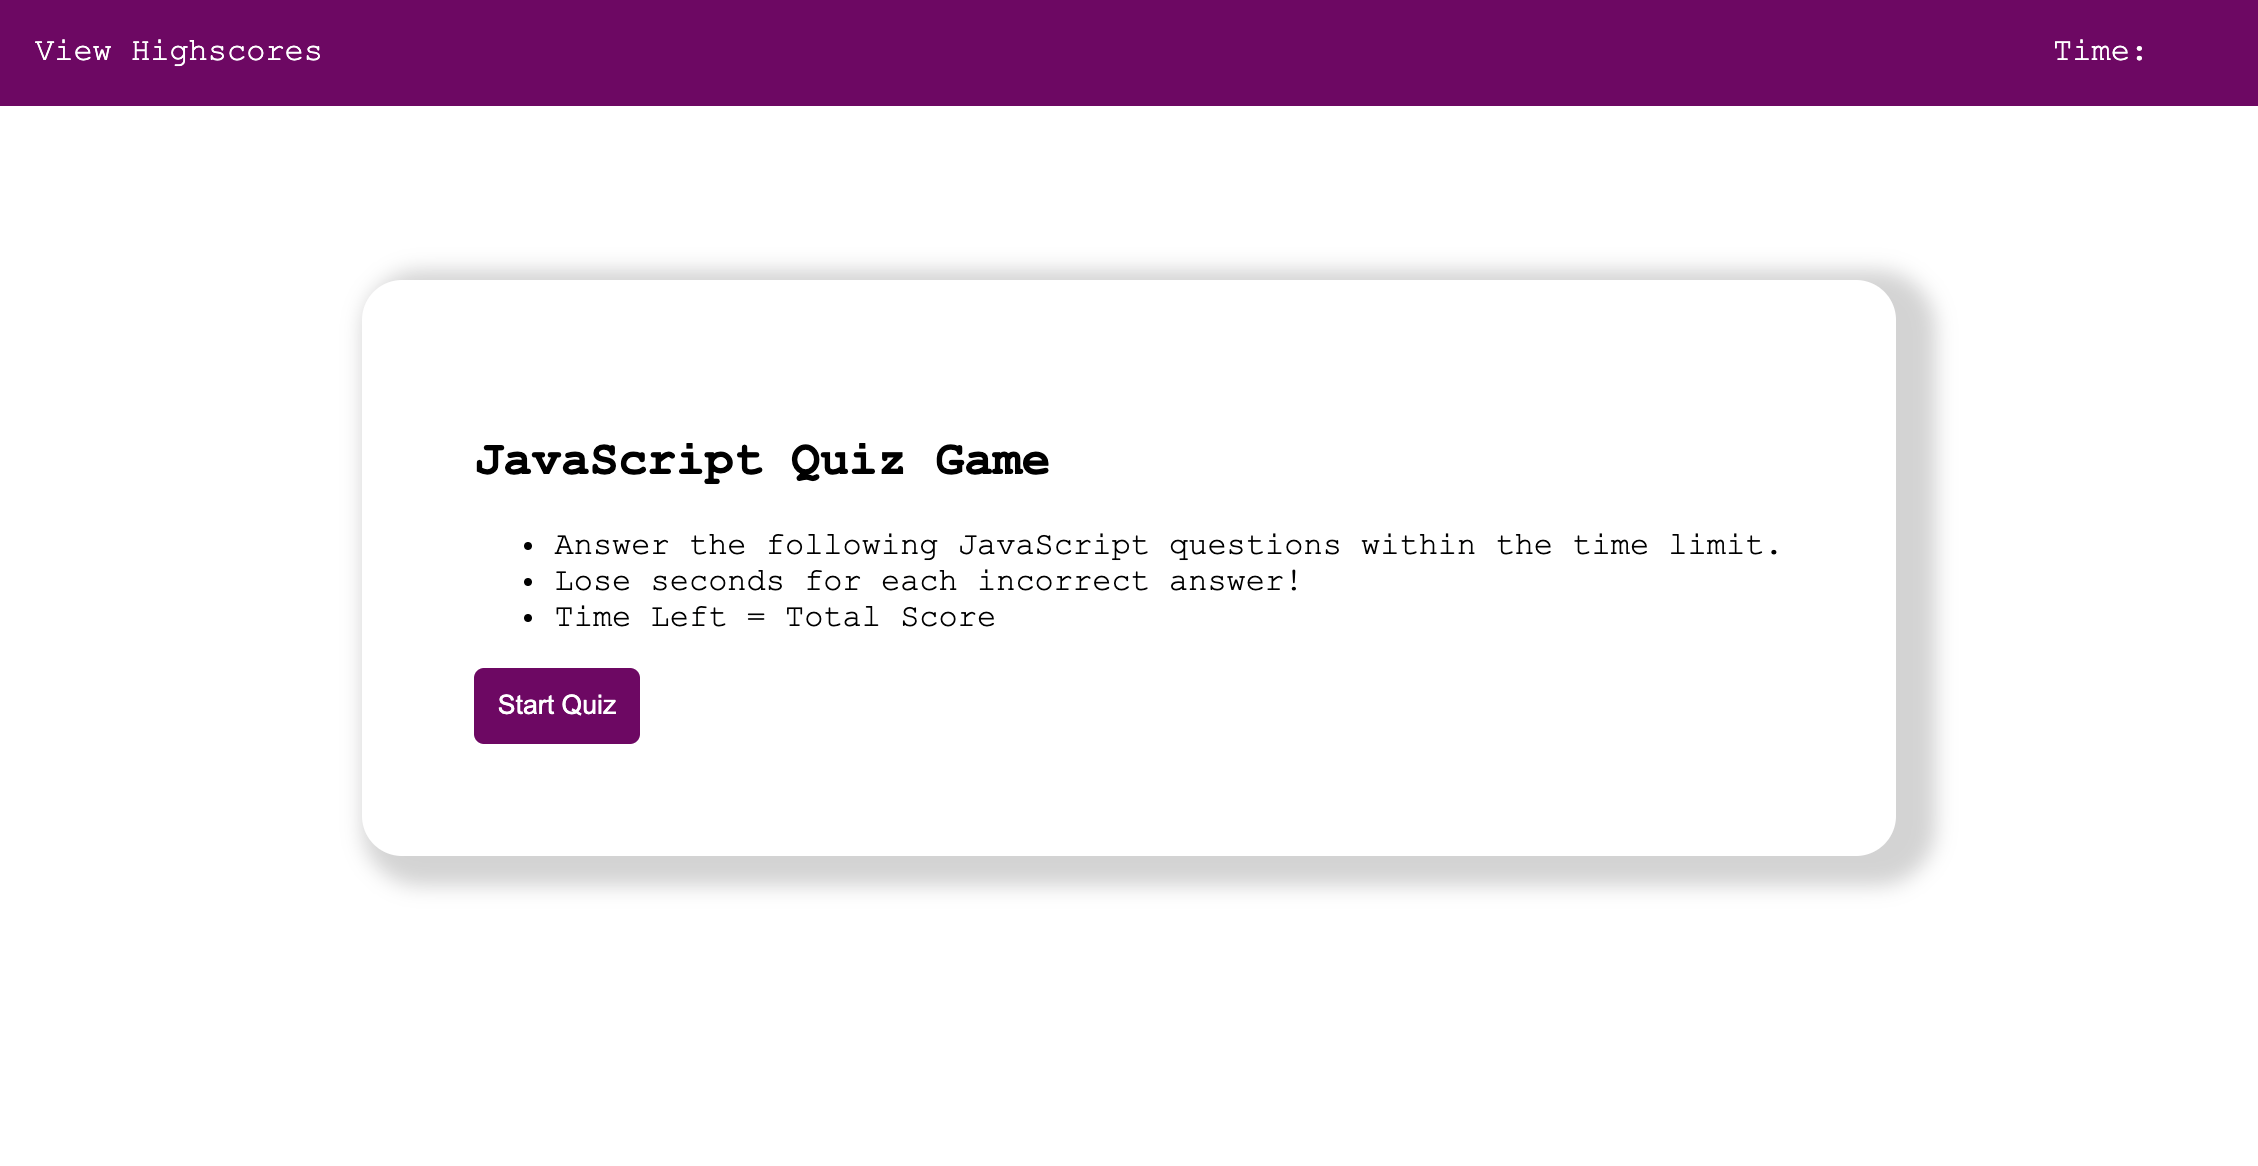 View Highscores
Time:
JavaScript Quiz Game
• Answer the following JavaScript questions within the time limit.
• Lose seconds for each incorrect answer!
• Time Left = Total Score
Start Quiz